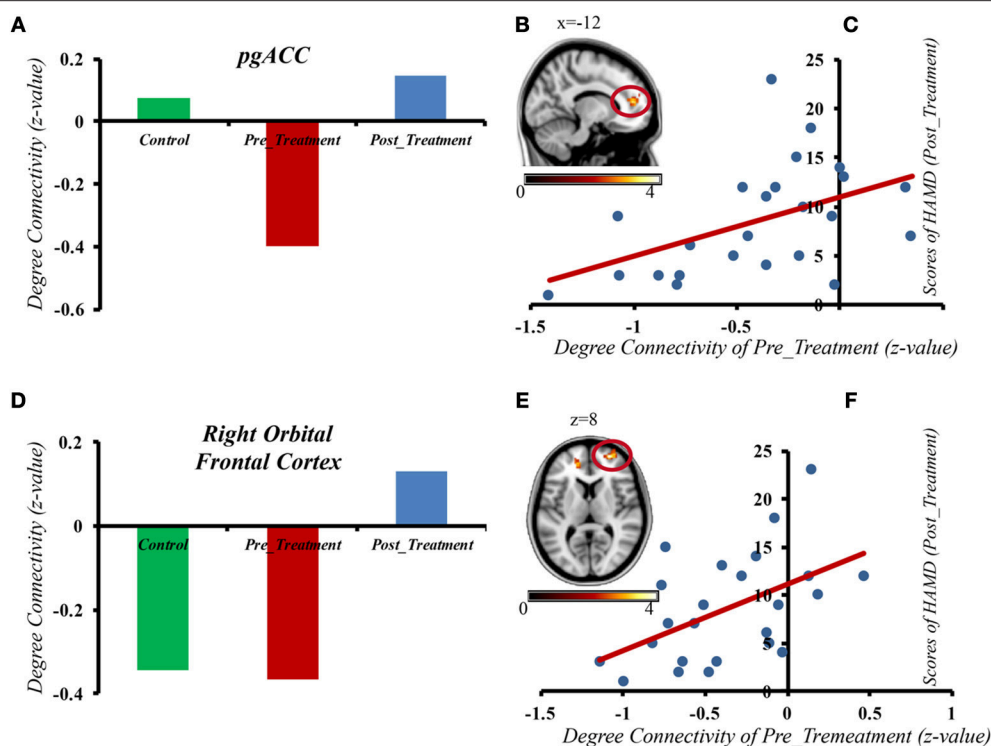 A
pgACC
Degree Connectivity (z-value)
0.2
0
-0.2
-0.4
-0.6
Control
Pre_Treatment
Post_Treatment
B
x=-12
0
4
C
25
20
15
10
5
0
-1.5
-1
-0.5
Scores of HAMD (Post_Treatment)
Degree Connectivity of Pre_Treatment (z-value)
D
Right Orbital
Frontal Cortex
Degree Connectivity (z-value)
0.2
0
-0.2
-0.4
Control
Pre_Treatment
Post_Treatment
E
z=8
0
4
F
25
20
15
10
5
0
-1.5
-1
-0.5
0
0.5
1
Scores of HAMD (Post_Treatment)
Degree Connectivity of Pre_Tremeatment (z-value)